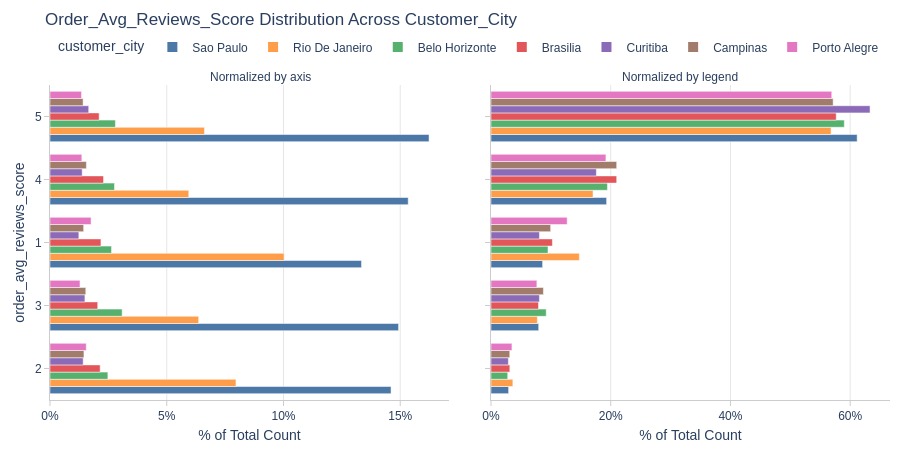 Order_Avg_Reviews_Score Distribution Across Customer_City
customer_city Sao Paulo Rio De Janeiro Belo Horizonte Brasilia Curitiba Campinas Porto Alegre
Normalized by axis Normalized by legend
order_avg_reviews_score
5
4
1
3
2
0% 5% 10% 15% 0% 20% 40% 60%
% of Total Count % of Total Count